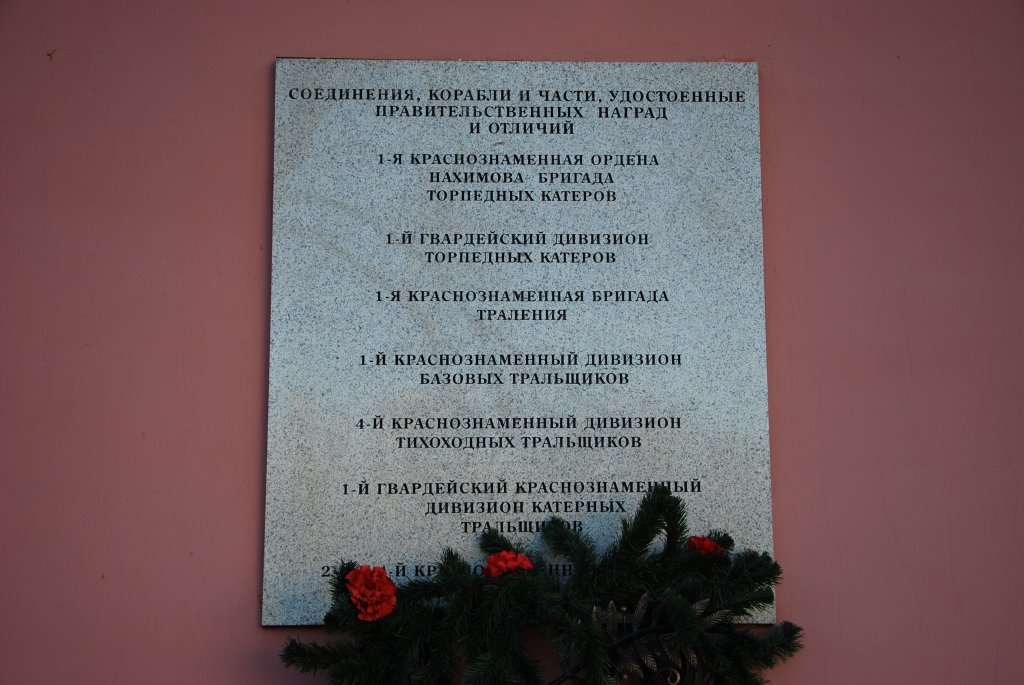 СОЕДИНЕНИЯ, КОРАБЛИ И ЧАСТИ, УДОСТОЕННЫЕ
ПРАВИТЕЛЬСТВЕННЫХ НАГРАД
И ОТЛИЧИЙ
1-Я КРАСНОЗНАМЕННАЯ ОРДЕНА
НАХИМОВА БРИГАДА
ТОРПЕДНЫХ КАТЕРОВ
1-Й ГВАРДЕЙСКИЙ ДИВИЗИОН
ТОРПЕДНЫХ КАТЕРОВ
1-Я КРАСНОЗНАМЕННАЯ БРИГАДА
ТРАЛЕНИЯ
1-Й КРАСНОЗНАМЕННЫЙ ДИВИЗИОН
БАЗОВЫХ ТРАЛЬЩИКОВ
4-Й КРАСНОЗНАМЕННЫЙ ДИВИЗИОН
ТИХОХОДНЫХ ТРАЛЬЩИКОВ
1-Й ГВАРДЕЙСКИЙ КРАСНОЗНАМЕННЫЙ
ДИВИЗИОН КАТЕРНЫХ
ТРАЛЬЩИКОВ